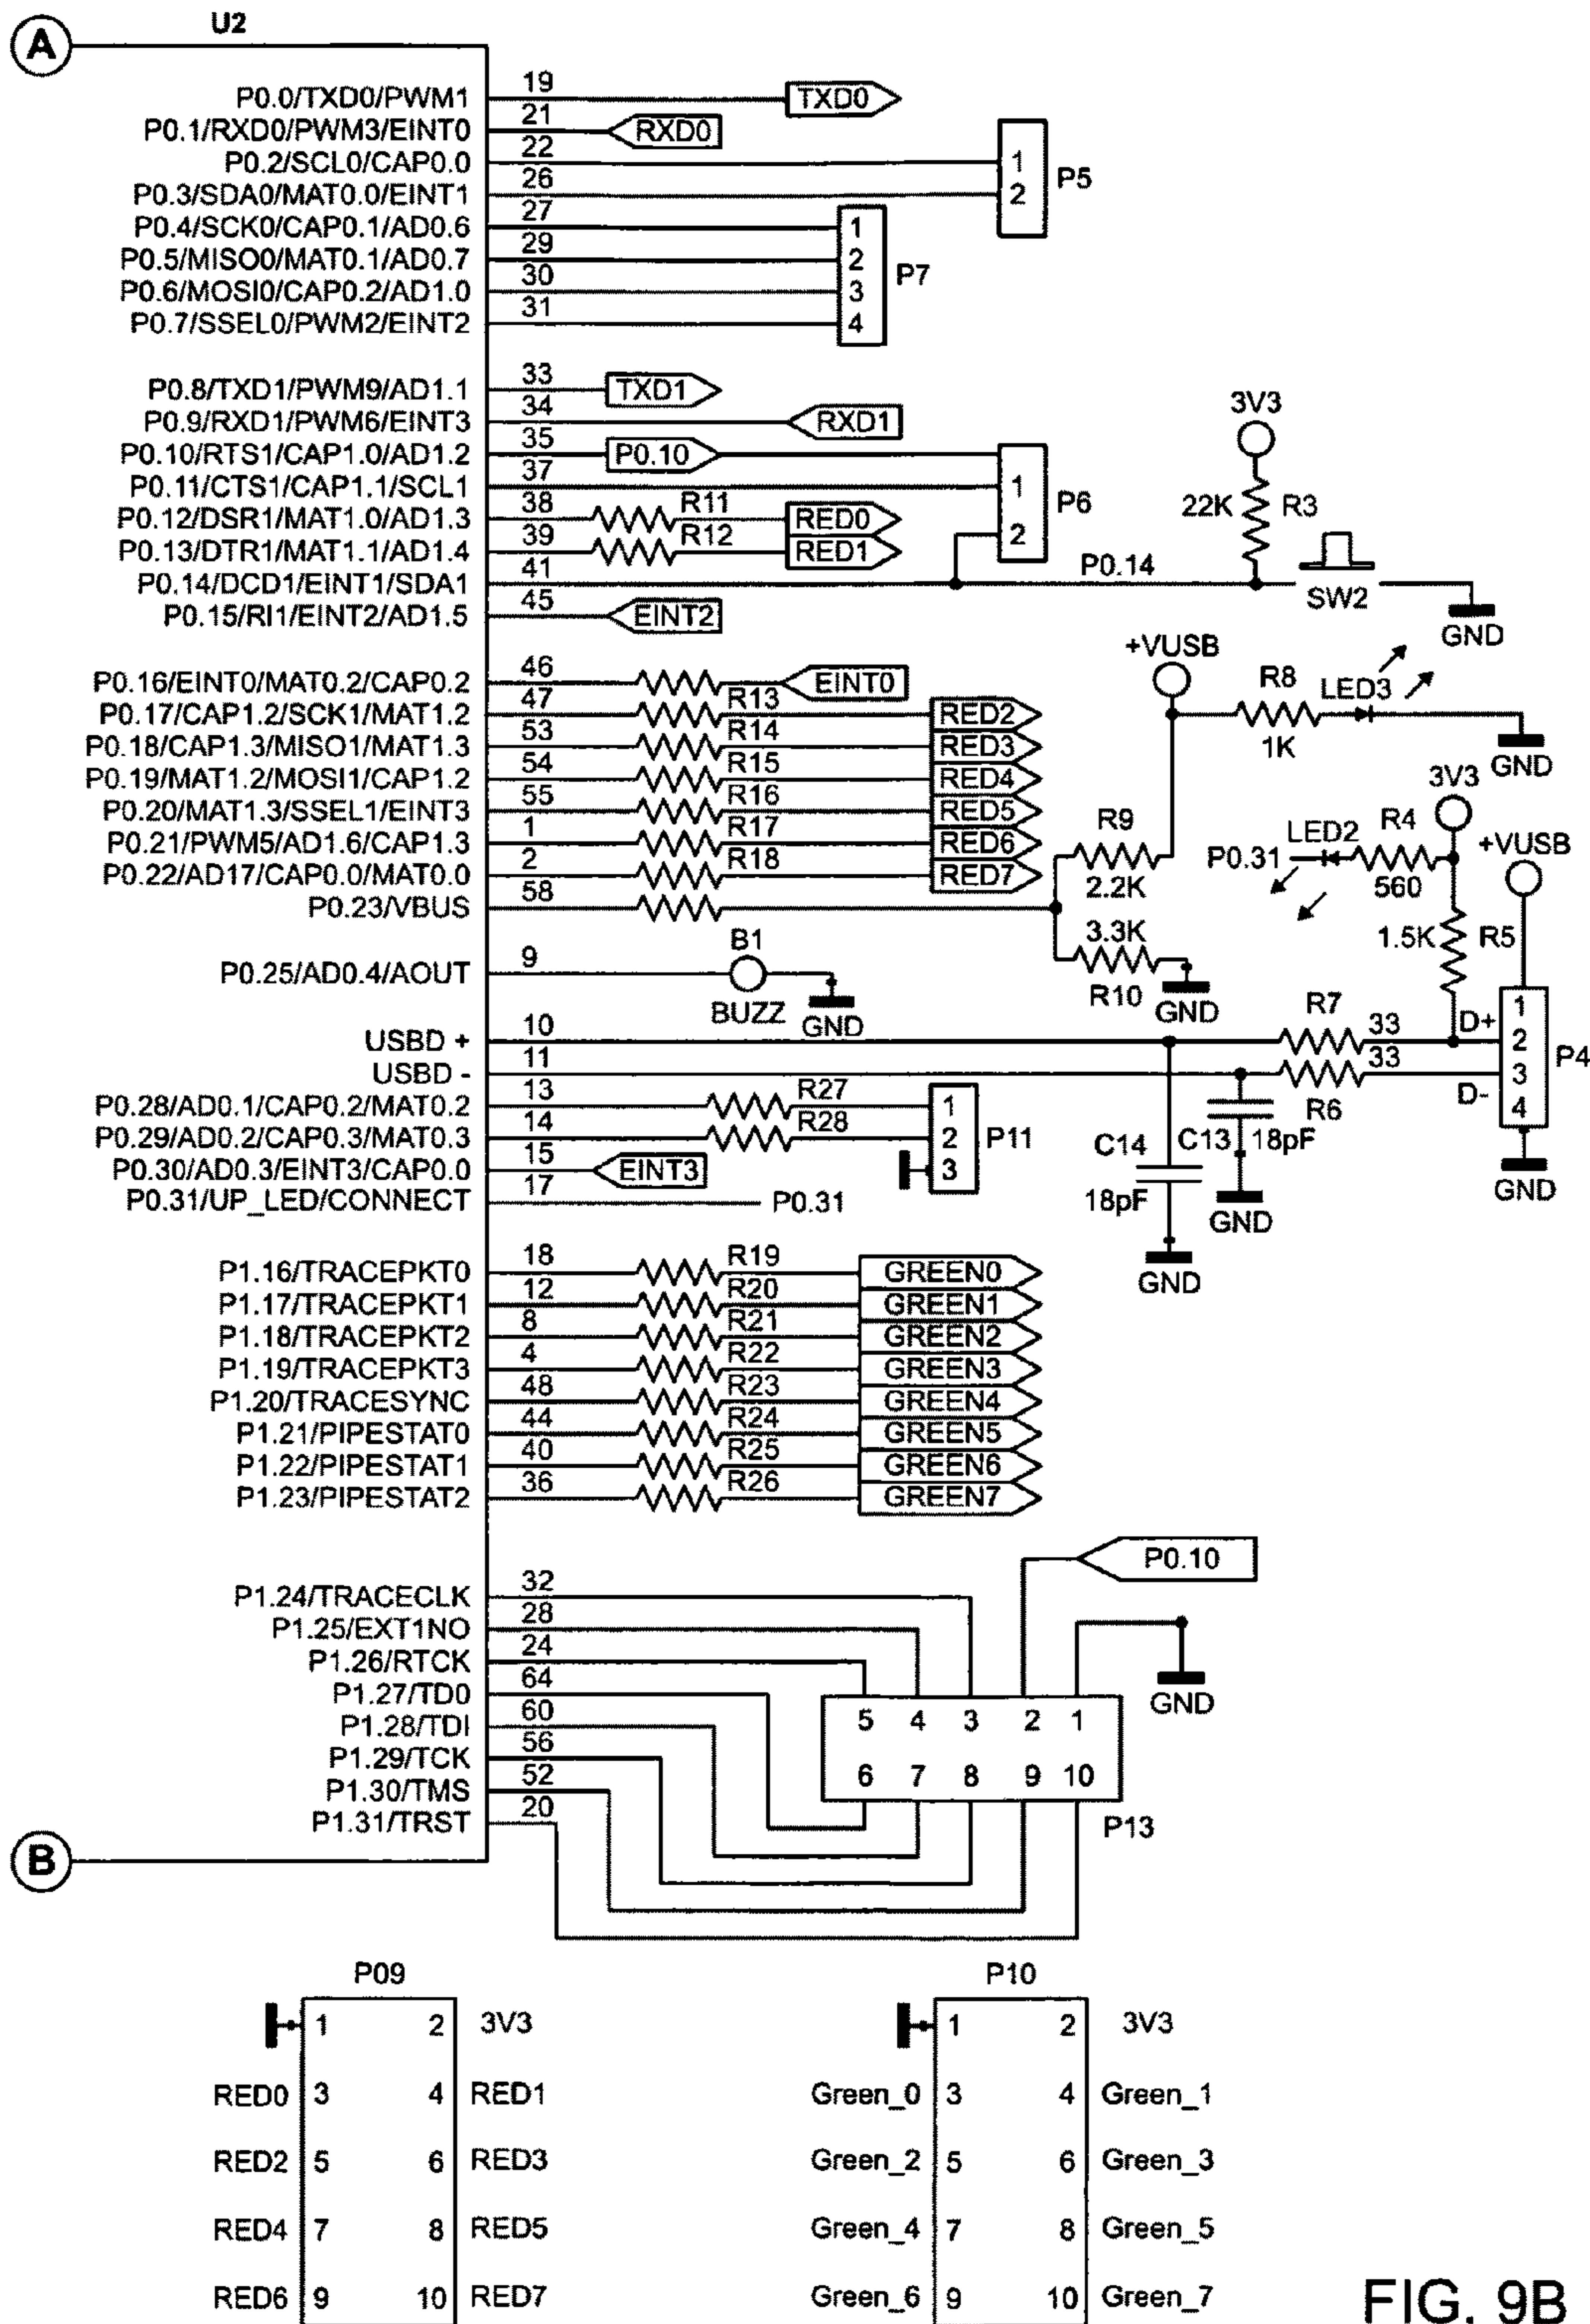 A
U2
P0.0/TXD0/PWM1 19 TXD0
P0.1/RXD0/PWM3/EINT0 21 RXD0
P0.2/SCL0/CAP0.0 22 1
P0.3/SDA0/MAT0.0/EINT1 26 2 P5
P0.4/SCK0/CAP0.1/AD0.6 27 1
P0.5/MISO0/MAT0.1/AD0.7 29 2
P0.6/MOSI0/CAP0.2/AD1.0 30 3 P7
P0.7/SSEL0/PWM2/EINT2 31 4
P0.8/TXD1/PWM9/AD1.1 33 TXD1
P0.9/RXD1/PWM6/EINT3 34 RXD1 3V3
P0.10/RTS1/CAP1.0/AD1.2 35 P0.10
P0.11/CTS1/CAP1.1/SCL1 37 1 P6 22K R3
P0.12/DSR1/MAT1.0/AD1.3 38 R11 RED0
P0.13/DTR1/MAT1.1/AD1.4 39 R12 RED1 2
P0.14/DCD1/EINT1/SDA1 41 P0.14 SW2
P0.15/RI1/EINT2/AD1.5 45 EINT2 GND
+VUSB
P0.16/EINT0/MAT0.2/CAP0.2 46 EINT0 R8 LED3
P0.17/CAP1.2/SCK1/MAT1.2 47 R13 RED2
P0.18/CAP1.3/MISO1/MAT1.3 53 R14 RED3 1K
P0.19/MAT1.2/MOSI1/CAP1.2 54 R15 RED4 GND
P0.20/MAT1.3/SSEL1/EINT3 55 R16 RED5 3V3
P0.21/PWM5/AD1.6/CAP1.3 1 R17 RED6 R9 LED2 R4 +VUSB
P0.22/AD17/CAP0.0/MAT0.0 2 R18 RED7 2.2K P0.31 560
P0.23/VBUS 58
3.3K 1.5K R5
P0.25/AD0.4/AOUT 9 B1
BUZZ GND R10 GND R7
USBD + 10 33 D+ 1 2
USBD - 11 33 D- 3 4 P4
R6
P0.28/AD0.1/CAP0.2/MAT0.2 13 R27 1
P0.29/AD0.2/CAP0.3/MAT0.3 14 R28 2 P11 C14 C13 18pF
P0.30/AD0.3/EINT3/CAP0.0 15 EINT3 3
P0.31/UP_LED/CONNECT 17 P0.31 18pF GND GND
GND
P1.16/TRACEPKT0 18 R19 GREEN0
P1.17/TRACEPKT1 12 R20 GREEN1
P1.18/TRACEPKT2 8 R21 GREEN2
P1.19/TRACEPKT3 4 R22 GREEN3
P1.20/TRACESYNC 48 R23 GREEN4
P1.21/PIPESTAT0 44 R24 GREEN5
P1.22/PIPESTAT1 40 R25 GREEN6
P1.23/PIPESTAT2 36 R26 GREEN7
P0.10
P1.24/TRACECLK 32
P1.25/EXT1NO 28
P1.26/RTCK 24
P1.27/TD0 64 GND
P1.28/TDI 60 5 4 3 2 1
P1.29/TCK 56
P1.30/TMS 52 6 7 8 9 10
P1.31/TRST 20 P13
B
P09
1 2 3V3
RED0 3 4 RED1
RED2 5 6 RED3
RED4 7 8 RED5
RED6 9 10 RED7
P10
1 2 3V3
Green_0 3 4 Green_1
Green_2 5 6 Green_3
Green_4 7 8 Green_5
Green_6 9 10 Green_7
FIG. 9B